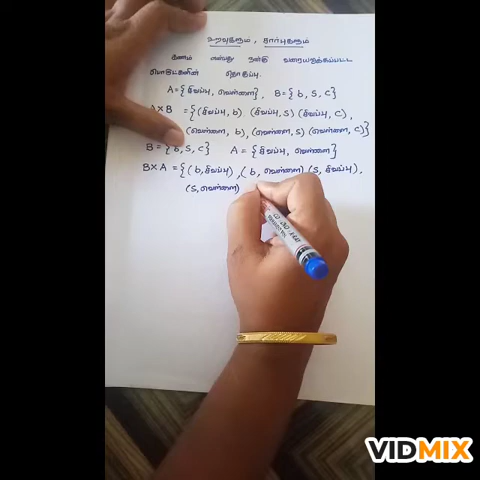 உறவுகளும், சார்புகளும்
கணம் என்பது நன்கு வரையறுக்கப்பட்ட
பொருட்களின் தொகுப்பு.
A = {சிவப்பு, வெள்ளை}, B = {b, S, C}
A X B = {(சிவப்பு, b) (சிவப்பு, S) (சிவப்பு, C),
(வெள்ளை, b), (வெள்ளை, S) (வெள்ளை, C)}
B = {b, S, C} A = {சிவப்பு, வெள்ளை}
B X A = {(b, சிவப்பு), (b, வெள்ளை) (S, சிவப்பு),
(S, வெள்ளை)
VIDMIX